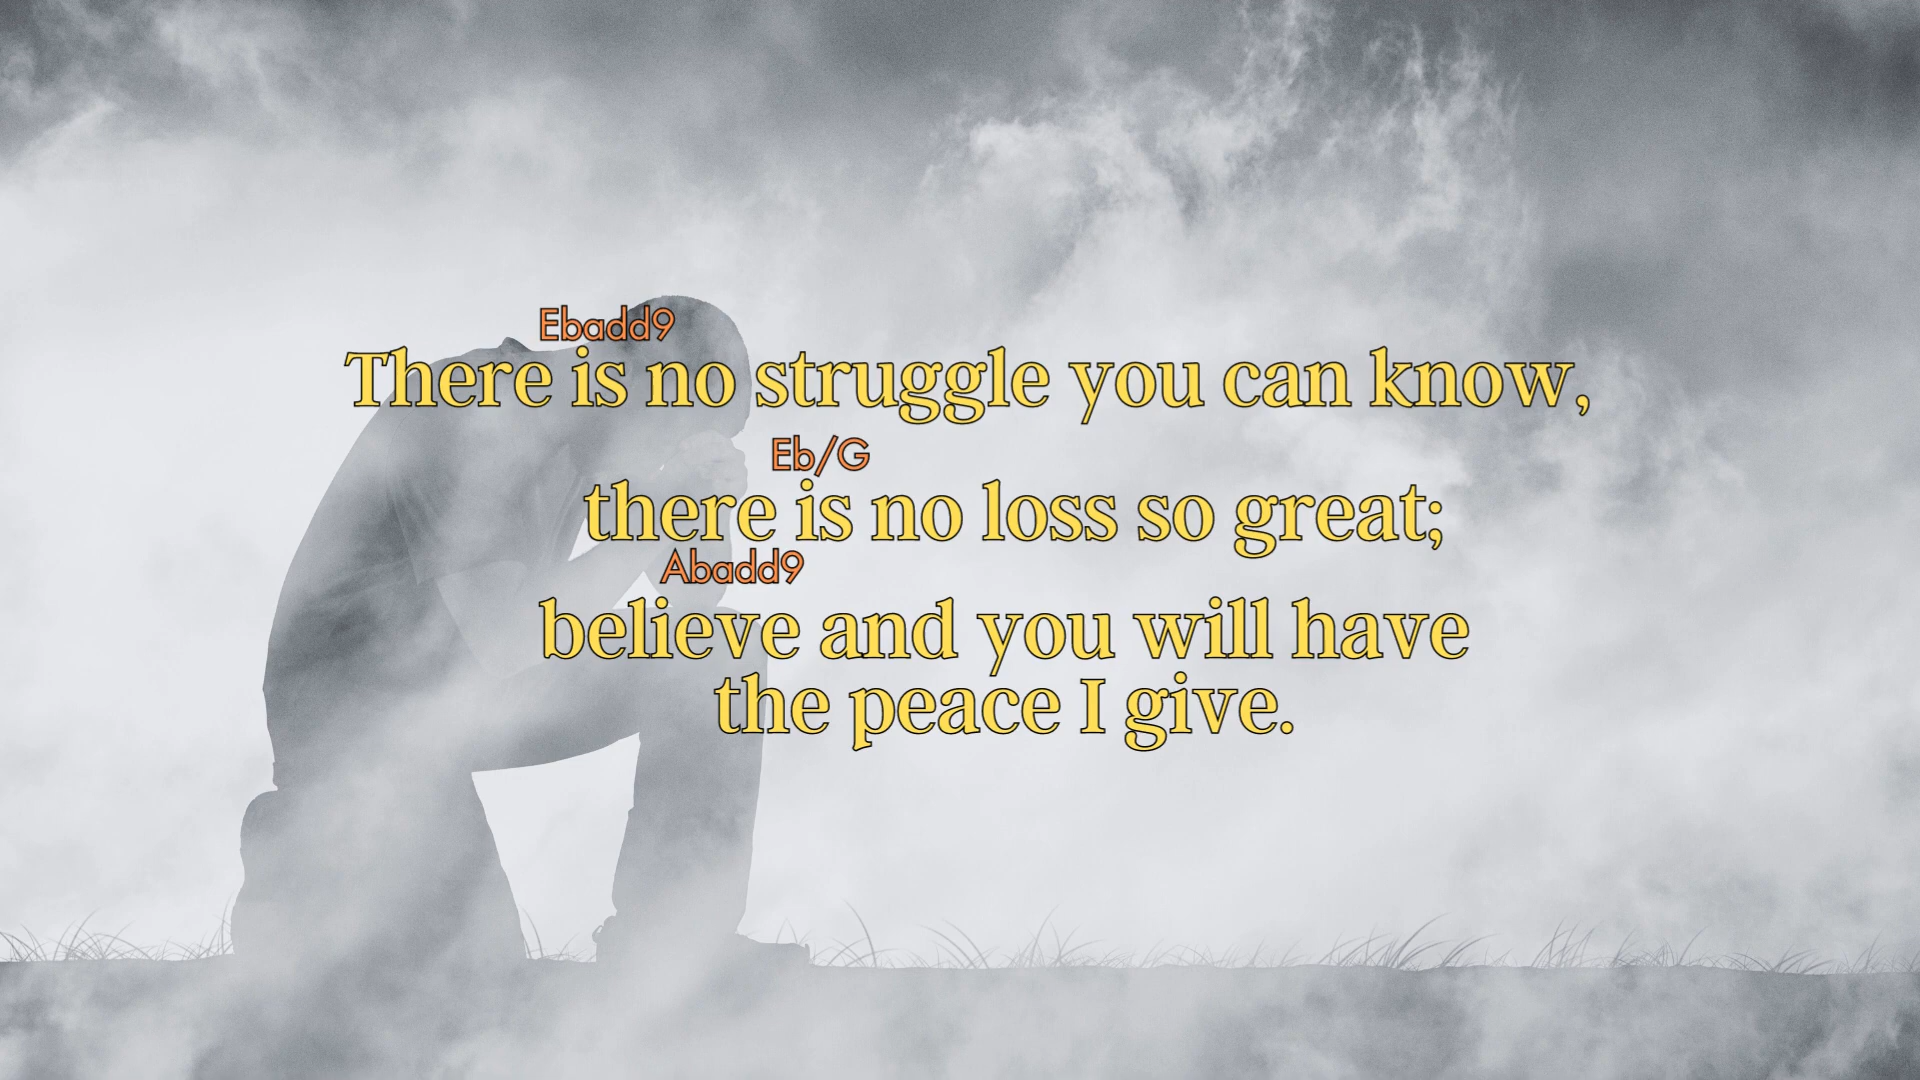 Ebadd9
There is no struggle you can know,
Eb/G
there is no loss so great;
Abadd9
believe and you will have
the peace I give.